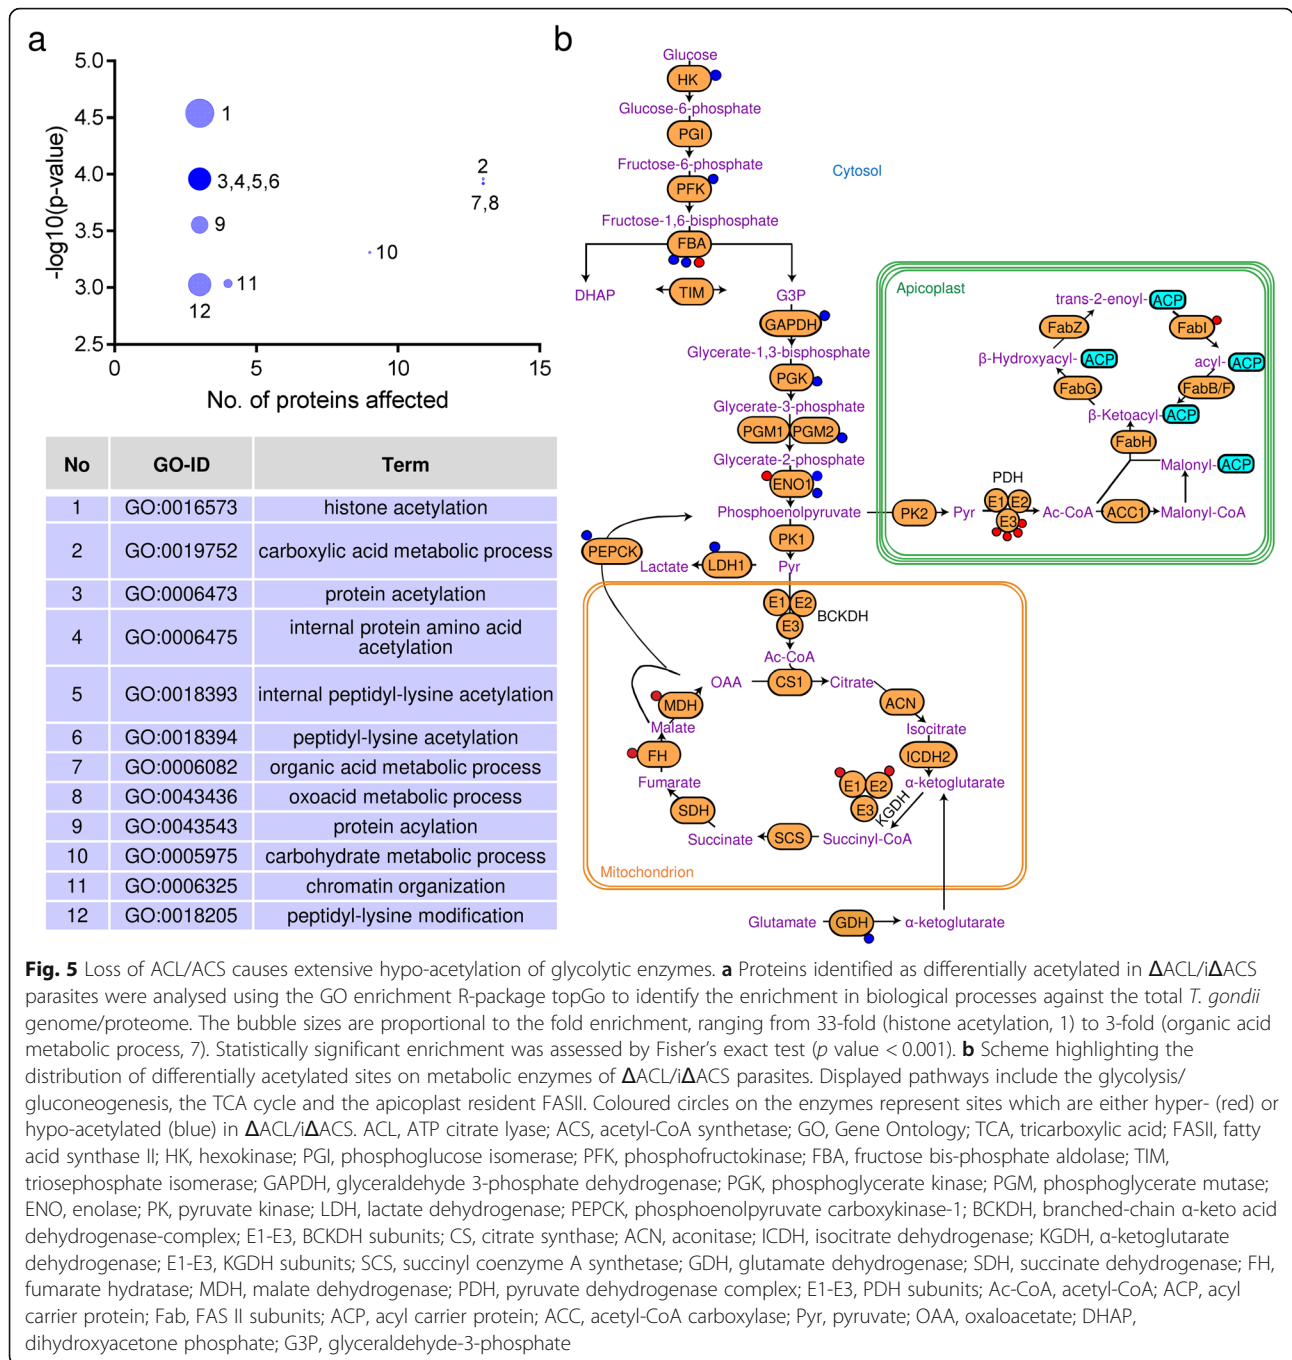 a
5.0
4.5
4.0
3.5
3.0
2.5
-log10(p-value)
0
5
10
15
No. of proteins affected
1
3,4,5,6
2
7,8
9
10
11
12
No GO-ID Term
1 GO:0016573 histone acetylation
2 GO:0019752 carboxylic acid metabolic process
3 GO:0006473 protein acetylation
4 GO:0006475 internal protein amino acid
acetylation
5 GO:0018393 internal peptidyl-lysine acetylation
6 GO:0018394 peptidyl-lysine acetylation
7 GO:0006082 organic acid metabolic process
8 GO:0043436 oxoacid metabolic process
9 GO:0043543 protein acylation
10 GO:0005975 carbohydrate metabolic process
11 GO:0006325 chromatin organization
12 GO:0018205 peptidyl-lysine modification
b
Glucose
HK
Glucose-6-phosphate
PGI
Fructose-6-phosphate
PFK
Cytosol
Fructose-1,6-bisphosphate
FBA
DHAP
TIM
G3P
GAPDH
Glycerate-1,3-bisphosphate
PGK
Glycerate-3-phosphate
PGM1 PGM2
Glycerate-2-phosphate
ENO1
Phosphoenolpyruvate
PK1
Pyr
LDH1
Lactate
PEPCK
Apicoplast
trans-2-enoyl-ACP
FabZ
FabI
β-Hydroxyacyl-ACP
acyl-ACP
FabG
FabB/F
β-Ketoacyl-ACP
FabH
Malonyl-ACP
PDH
E1 E2
E3
PK2
Pyr
Ac-CoA
ACC1
Malonyl-CoA
E1 E2
E3
BCKDH
Ac-CoA
OAA
CS1
Citrate
ACN
Isocitrate
ICDH2
α-ketoglutarate
E1 E2
E3
KGDH
Succinyl-CoA
SCS
Succinate
SDH
Fumarate
FH
Malate
MDH
Mitochondrion
Glutamate
GDH
α-ketoglutarate
Fig. 5 Loss of ACL/ACS causes extensive hypo-acetylation of glycolytic enzymes. a Proteins identified as differentially acetylated in ΔACL/iΔACS
parasites were analysed using the GO enrichment R-package topGo to identify the enrichment in biological processes against the total T. gondii
genome/proteome. The bubble sizes are proportional to the fold enrichment, ranging from 33-fold (histone acetylation, 1) to 3-fold (organic acid
metabolic process, 7). Statistically significant enrichment was assessed by Fisher's exact test (p value < 0.001). b Scheme highlighting the
distribution of differentially acetylated sites on metabolic enzymes of ΔACL/iΔACS parasites. Displayed pathways include the glycolysis/
gluconeogenesis, the TCA cycle and the apicoplast resident FASII. Coloured circles on the enzymes represent sites which are either hyper- (red) or
hypo-acetylated (blue) in ΔACL/iΔACS. ACL, ATP citrate lyase; ACS, acetyl-CoA synthetase; GO, Gene Ontology; TCA, tricarboxylic acid; FASII, fatty
acid synthase II; HK, hexokinase; PGI, phosphoglucose isomerase; PFK, phosphofructokinase; FBA, fructose bis-phosphate aldolase; TIM,
triosephosphate isomerase; GAPDH, glyceraldehyde 3-phosphate dehydrogenase; PGK, phosphoglycerate kinase; PGM, phosphoglycerate mutase;
ENO, enolase; PK, pyruvate kinase; LDH, lactate dehydrogenase; PEPCK, phosphoenolpyruvate carboxykinase-1; BCKDH, branched-chain α-keto acid
dehydrogenase-complex; E1-E3, BCKDH subunits; CS, citrate synthase; ACN, aconitase; ICDH, isocitrate dehydrogenase; KGDH, α-ketoglutarate
dehydrogenase; E1-E3, KGDH subunits; SCS, succinyl coenzyme A synthetase; GDH, glutamate dehydrogenase; SDH, succinate dehydrogenase; FH,
fumarate hydratase; MDH, malate dehydrogenase; PDH, pyruvate dehydrogenase complex; E1-E3, PDH subunits; Ac-CoA, acetyl-CoA; ACP, acyl
carrier protein; Fab, FAS II subunits; ACP, acyl carrier protein; ACC, acetyl-CoA carboxylase; Pyr, pyruvate; OAA, oxaloacetate; DHAP,
dihydroxyacetone phosphate; G3P, glyceraldehyde-3-phosphate